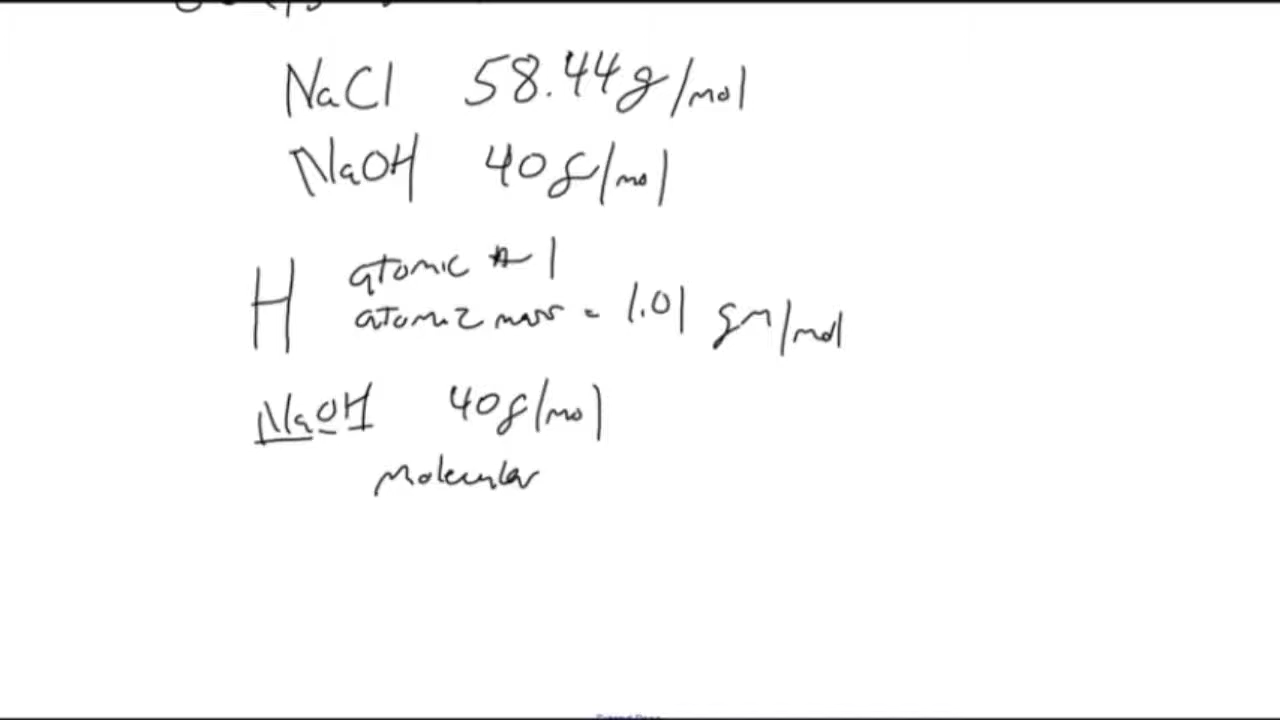 NaCl 58.44g/mol
NaOH 40g/mol
H atomic # 1
atomic mass = 1.01 gm/mol
NaOH 40g/mol
molecular